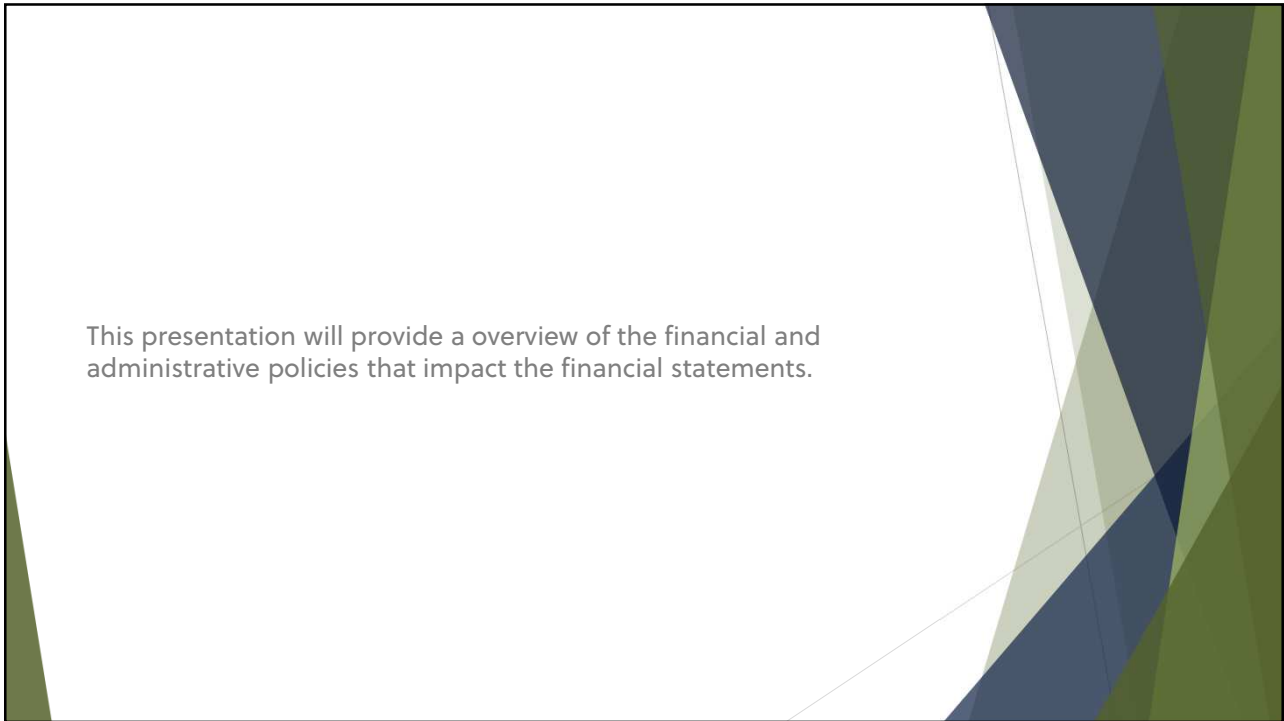 This presentation will provide a overview of the financial and
administrative policies that impact the financial statements.